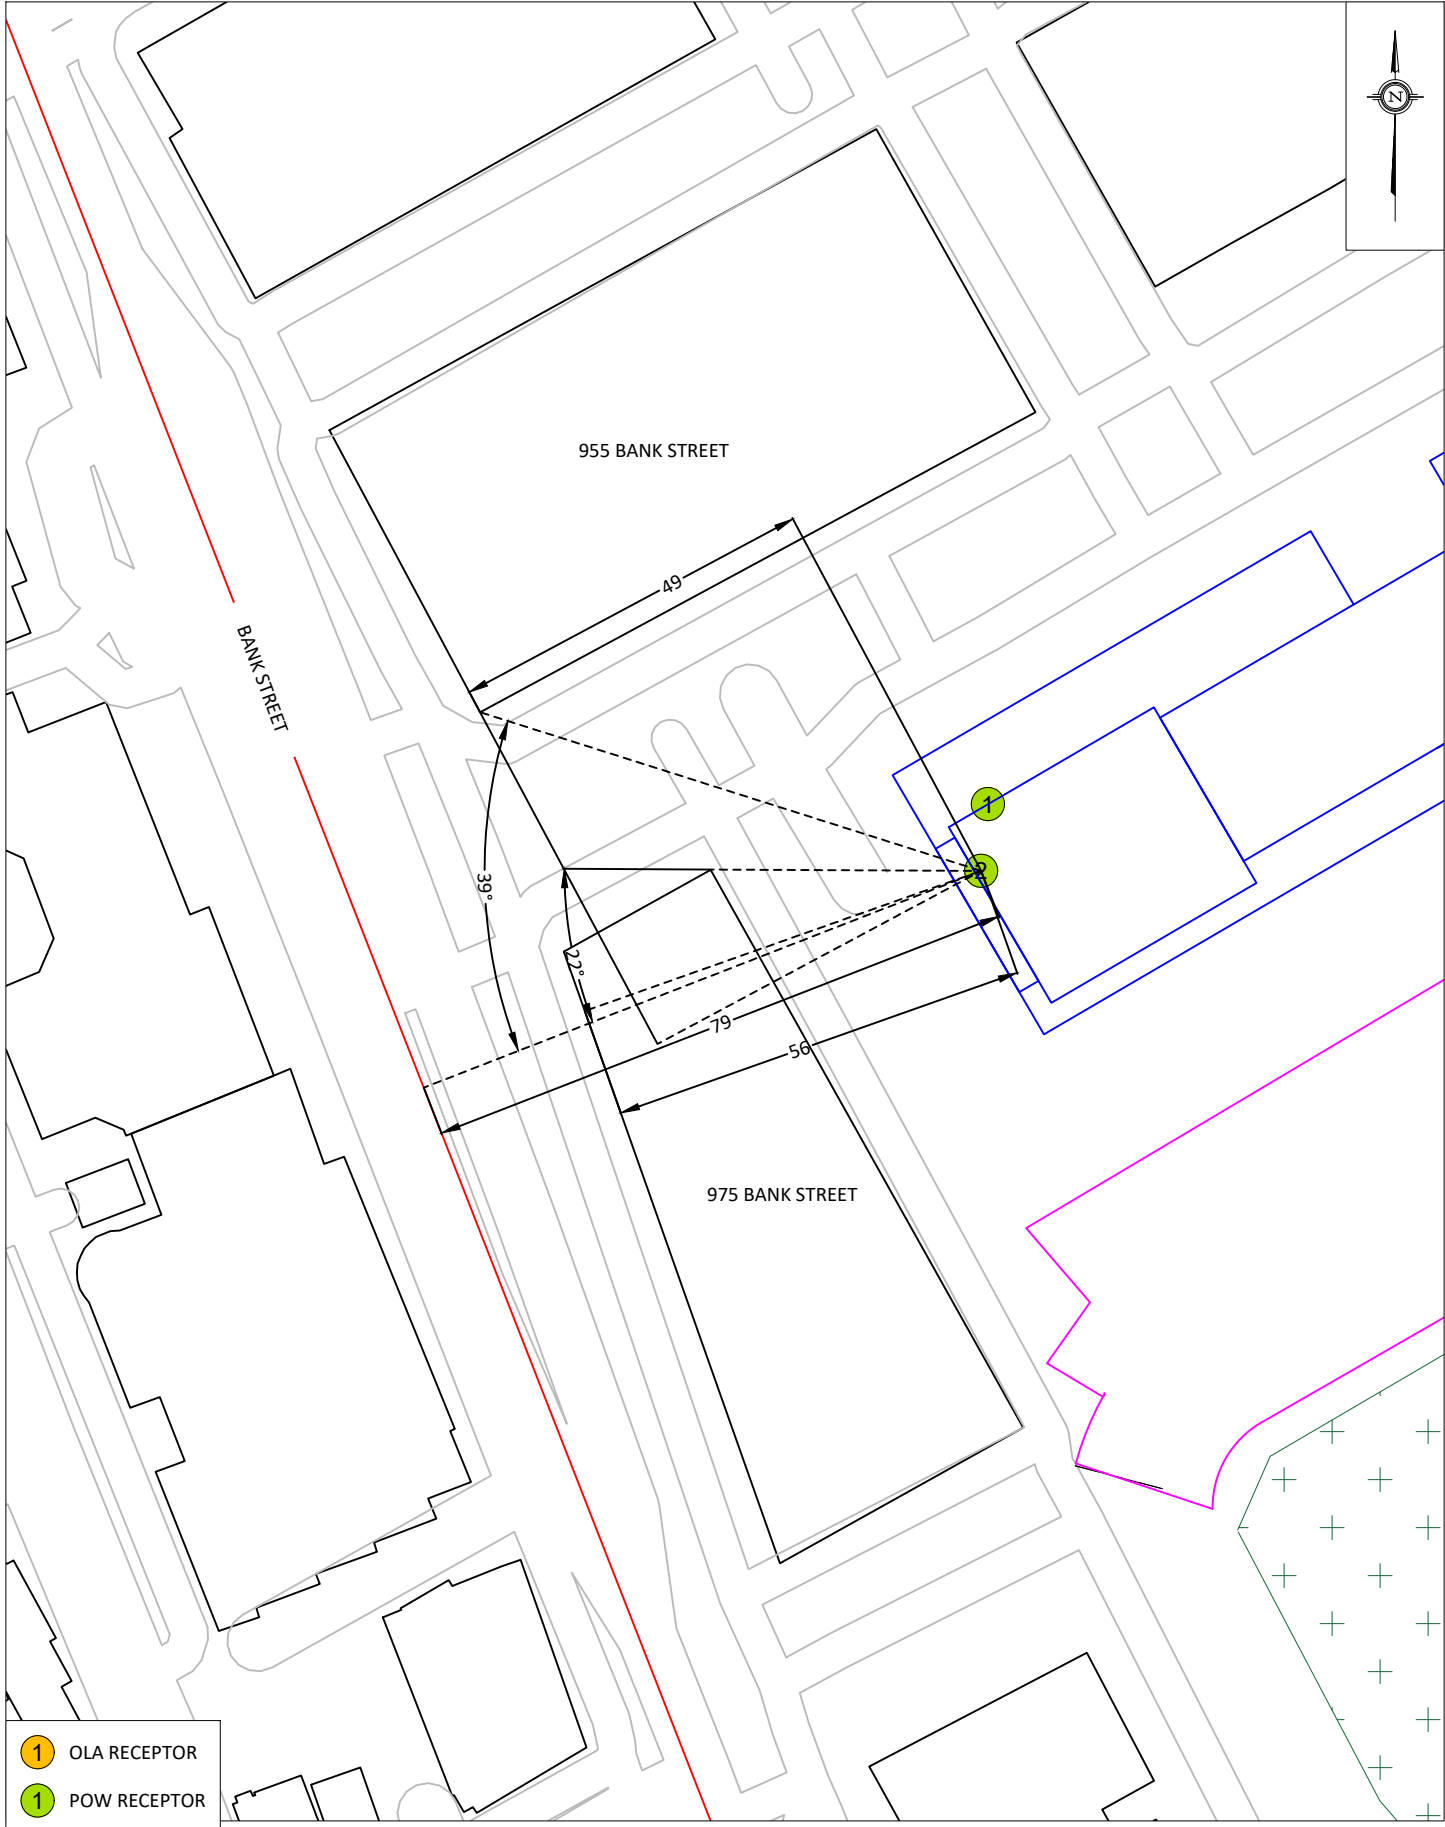 N
955 BANK STREET
49
BANK STREET
1
2
39°
22°
79
56
975 BANK STREET
1 OLA RECEPTOR
1 POW RECEPTOR